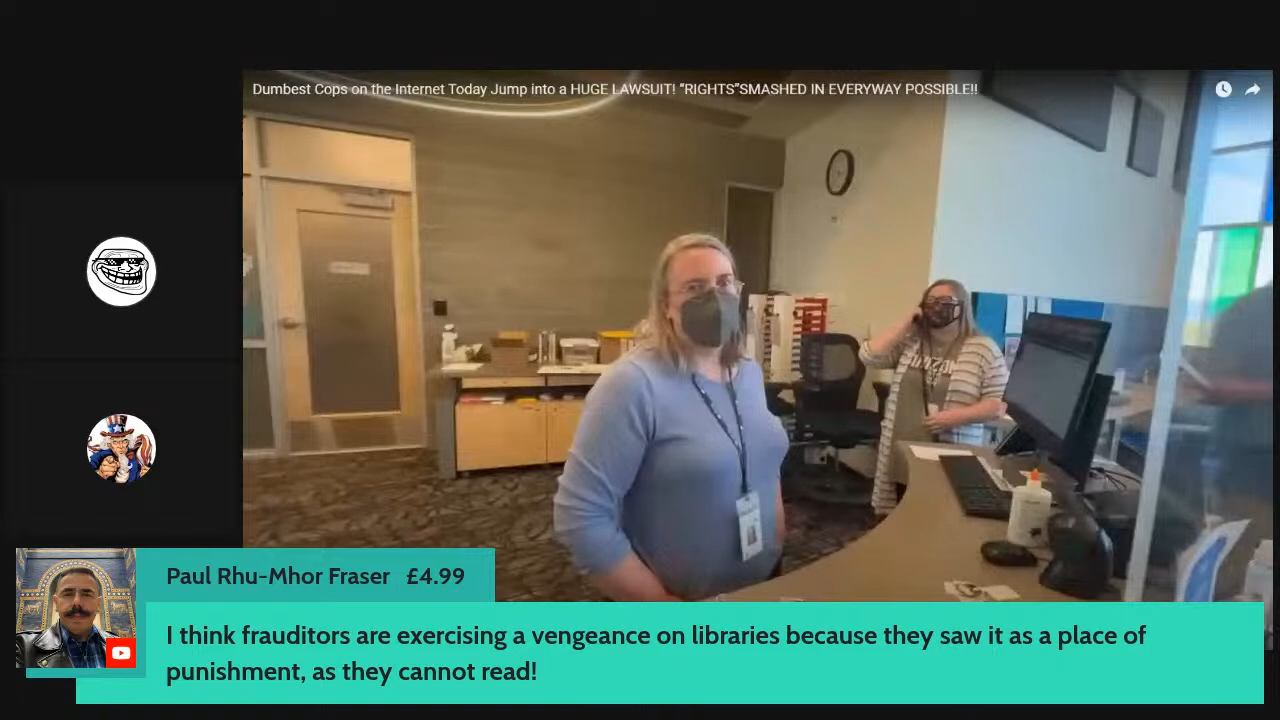 Dumbest Cops on the Internet Today Jump into a HUGE LAWSUIT! "RIGHTS"SMASHED IN EVERYWAY POSSIBLE!!
Paul Rhu-Mhor Fraser £4.99
I think frauditors are exercising a vengeance on libraries because they saw it as a place of
punishment, as they cannot read!